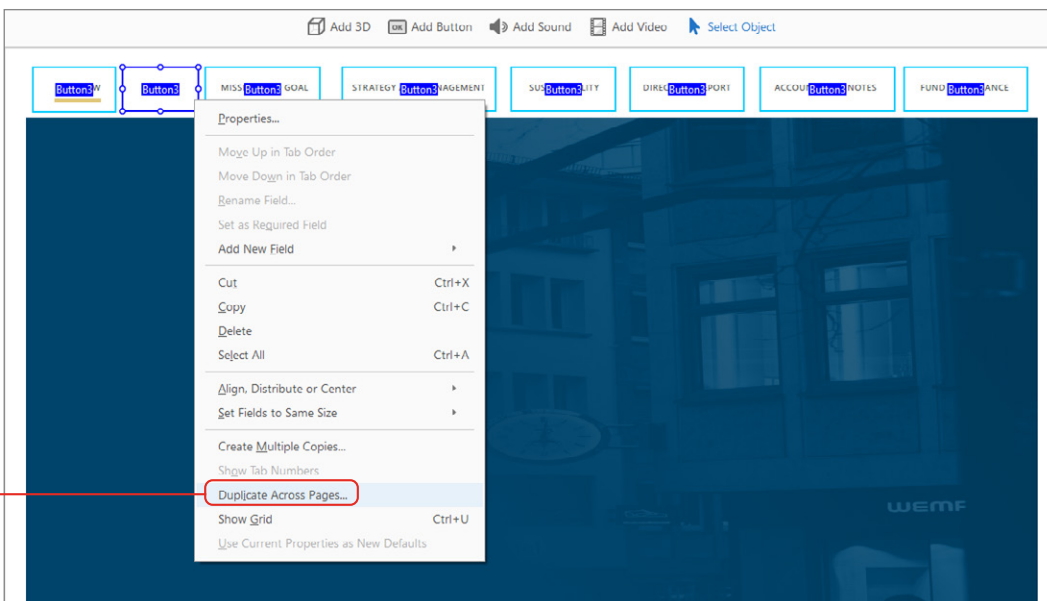 Add 3D OK Add Button Add Sound Add Video Select Object
Button3 W Button3 MISS Button3 GOAL STRATEGY Button3 NAGEMENT SUS Button3 LITY DIREC Button3 PORT ACCOU Button3 NOTES FUND Button3 ANCE
Properties...
Move Up in Tab Order
Move Down in Tab Order
Rename Field...
Set as Required Field
Add New Field
Cut Ctrl+X
Copy Ctrl+C
Delete
Select All Ctrl+A
Align, Distribute or Center
Set Fields to Same Size
Create Multiple Copies...
Show Tab Numbers
Duplicate Across Pages...
Show Grid Ctrl+U
Use Current Properties as New Defaults
WEMF